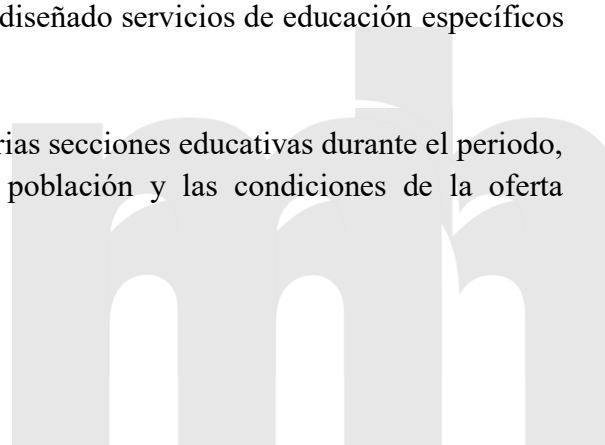 diseñado servicios de educación específicos
rias secciones educativas durante el periodo,
población y las condiciones de la oferta